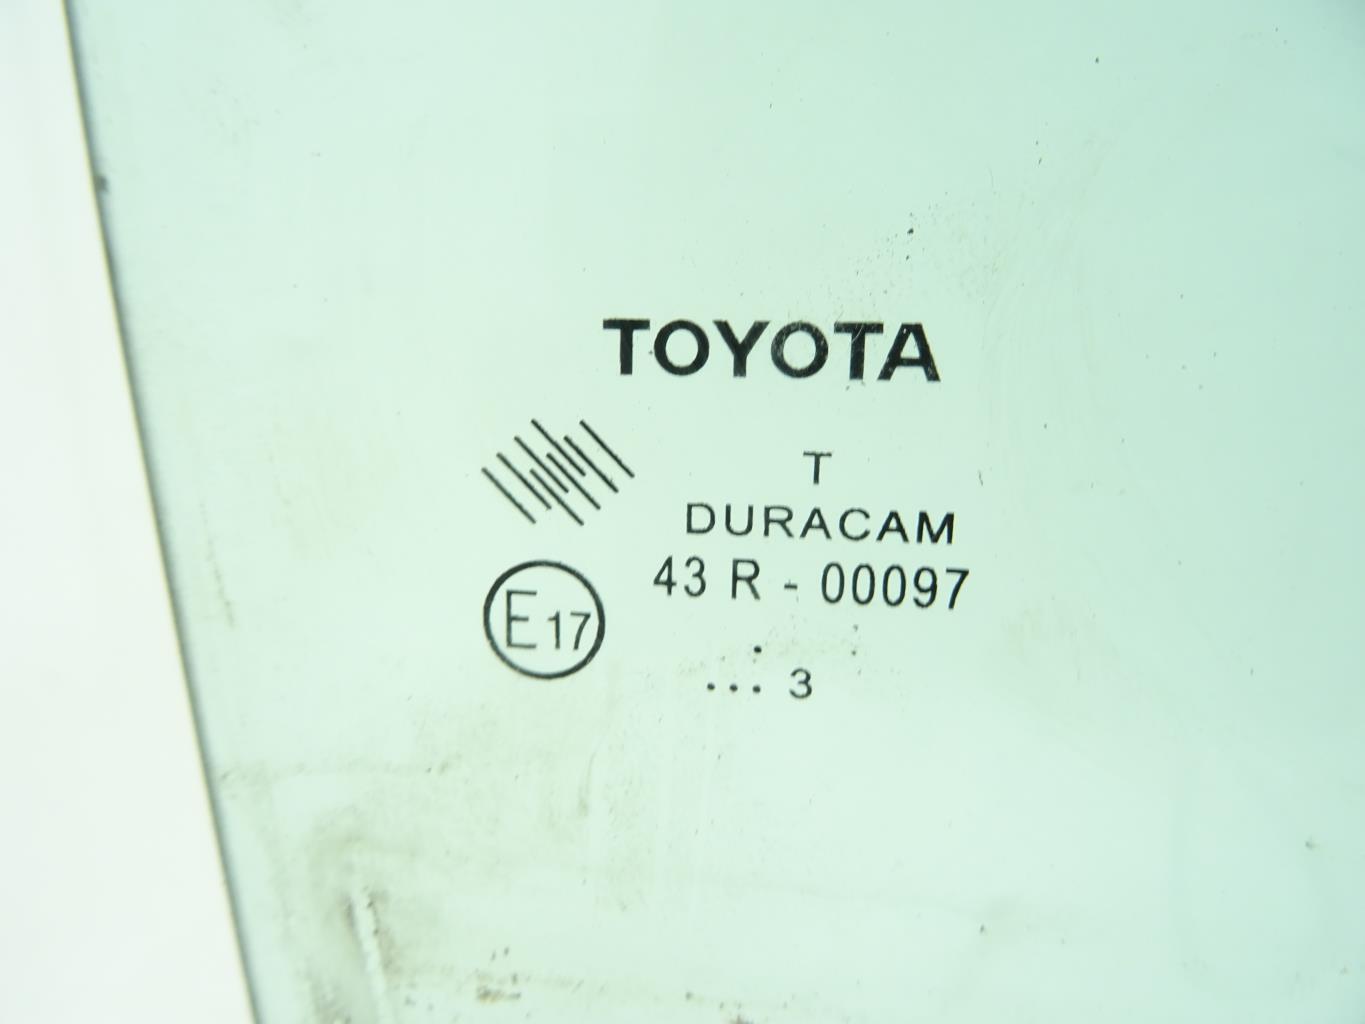 TOYOTA
T
DURACAM
43 R - 00097
E17
... 3